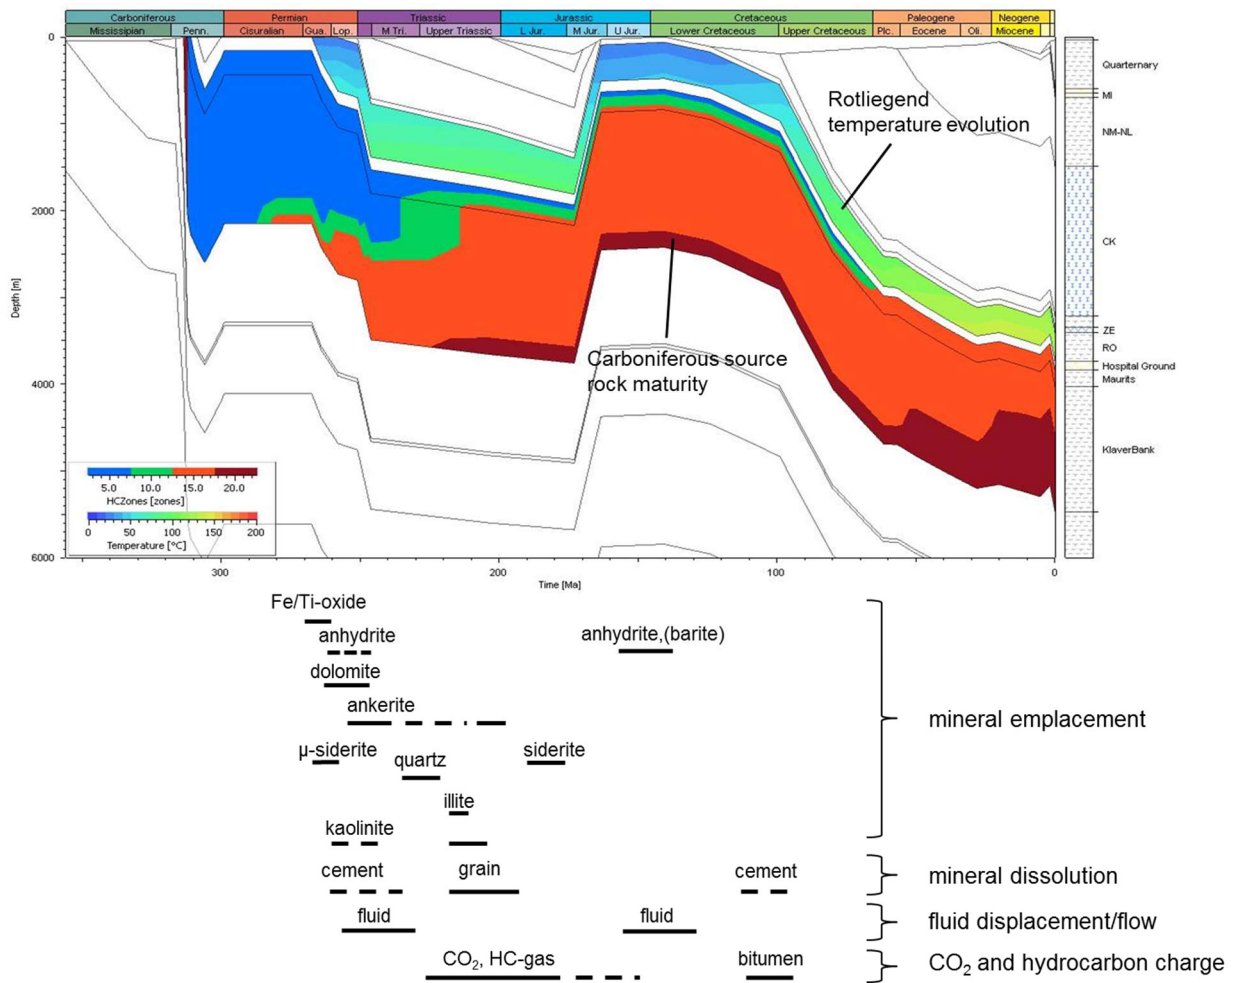 Carboniferous Permian Triassic Jurassic Cretaceous Paleogene Neogene
Mississipian Penn. Cisuralian Gua. Lop. M Tri. Upper Triassic L Jur. M Jur. U Jur. Lower Cretaceous Upper Cretaceous Plc. Eocene Oli. Miocene
0
Quarternary
MI
Rotliegend
temperature evolution
NM-NL
2000
CK
Depth [m]
ZE
RO
Carboniferous source
rock maturity
Hospital Ground
Maurits
4000
KlaverBank
5.0 10.0 15.0 20.0
HCZones [zones]
0 50 100 150 200
Temperature [°C]
6000
300 200 100 0
Time [Ma]
Fe/Ti-oxide
anhydrite
anhydrite,(barite)
dolomite
ankerite
mineral emplacement
μ-siderite
quartz
siderite
illite
kaolinite
cement grain cement
mineral dissolution
fluid fluid
fluid displacement/flow
CO2, HC-gas bitumen
CO2 and hydrocarbon charge